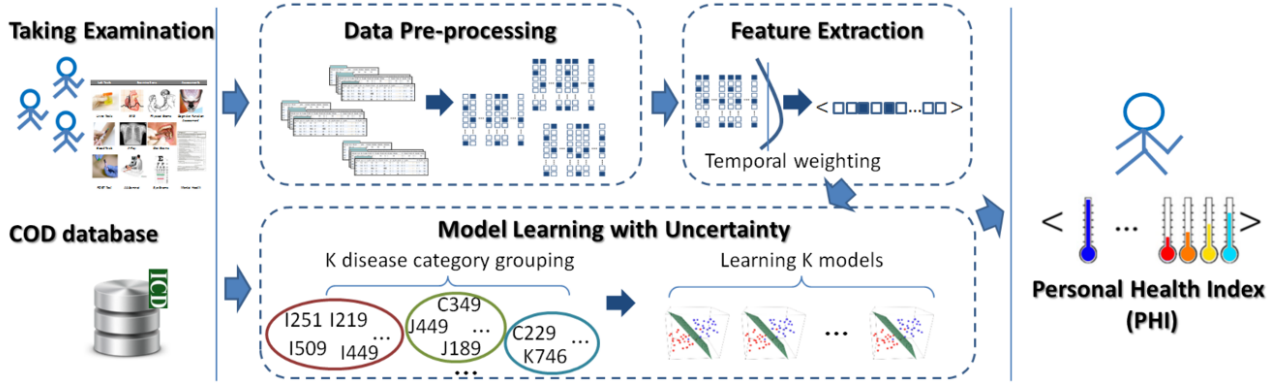 Taking Examination
Data Pre-processing
Feature Extraction
< ... >
Temporal weighting
COD database
ICD
Model Learning with Uncertainty
K disease category grouping
Learning K models
I251 I219
I509 I449 ...
C349
J449 ...
J189
C229 ...
K746
...
...
< ... >
Personal Health Index
(PHI)